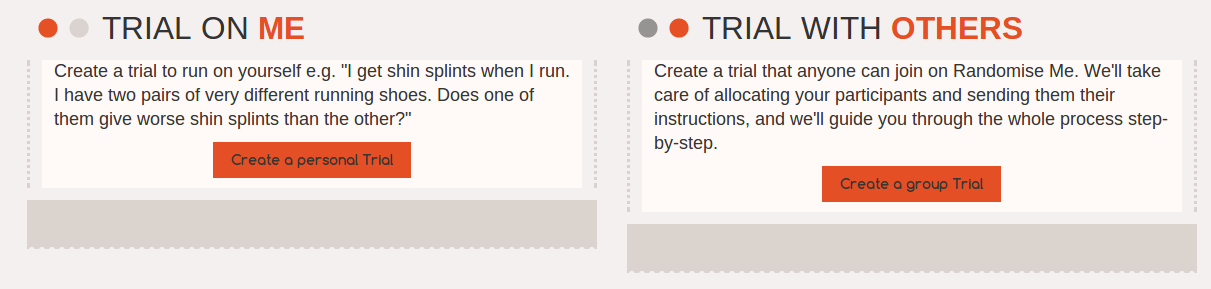 TRIAL ON ME
Create a trial to run on yourself e.g. "I get shin splints when I run.
I have two pairs of very different running shoes. Does one of
them give worse shin splints than the other?"
Create a personal Trial
TRIAL WITH OTHERS
Create a trial that anyone can join on Randomise Me. We'll take
care of allocating your participants and sending them their
instructions, and we'll guide you through the whole process step-
by-step.
Create a group Trial